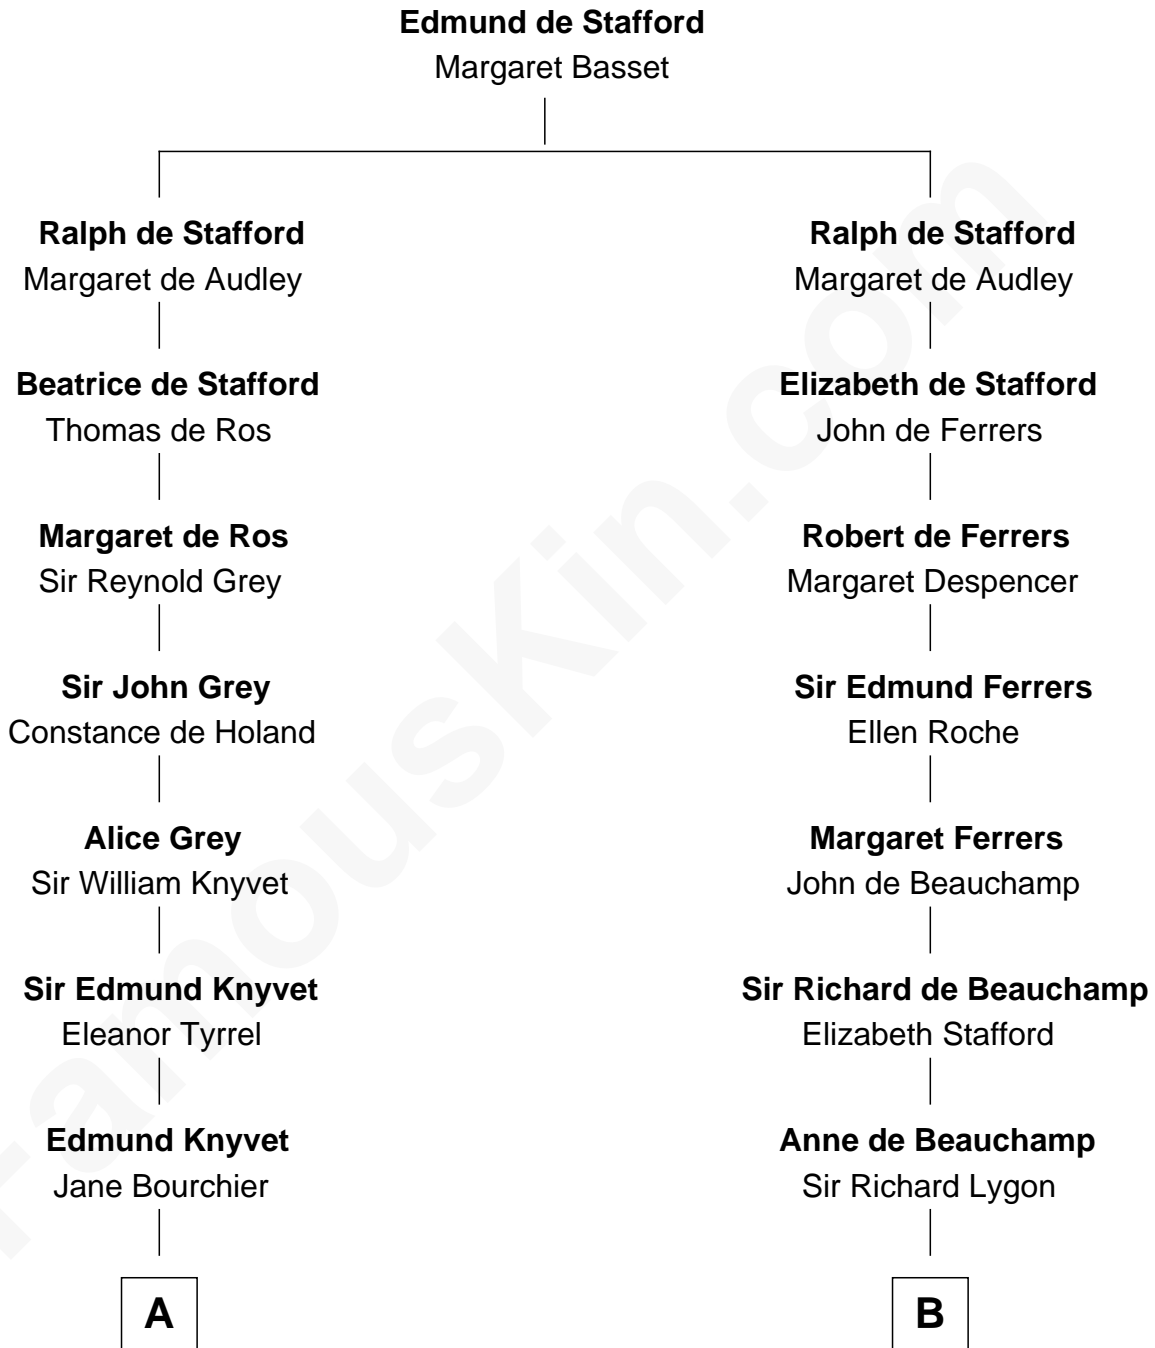 Edmund de Stafford
Margaret Basset
Ralph de Stafford
Margaret de Audley
Beatrice de Stafford
Thomas de Ros
Margaret de Ros
Sir Reynold Grey
Sir John Grey
Constance de Holand
Alice Grey
Sir William Knyvet
Sir Edmund Knyvet
Eleanor Tyrrel
Edmund Knyvet
Jane Bourchier
A
Ralph de Stafford
Margaret de Audley
Elizabeth de Stafford
John de Ferrers
Robert de Ferrers
Margaret Despencer
Sir Edmund Ferrers
Ellen Roche
Margaret Ferrers
John de Beauchamp
Sir Richard de Beauchamp
Elizabeth Stafford
Anne de Beauchamp
Sir Richard Lygon
B
FamousKin.com